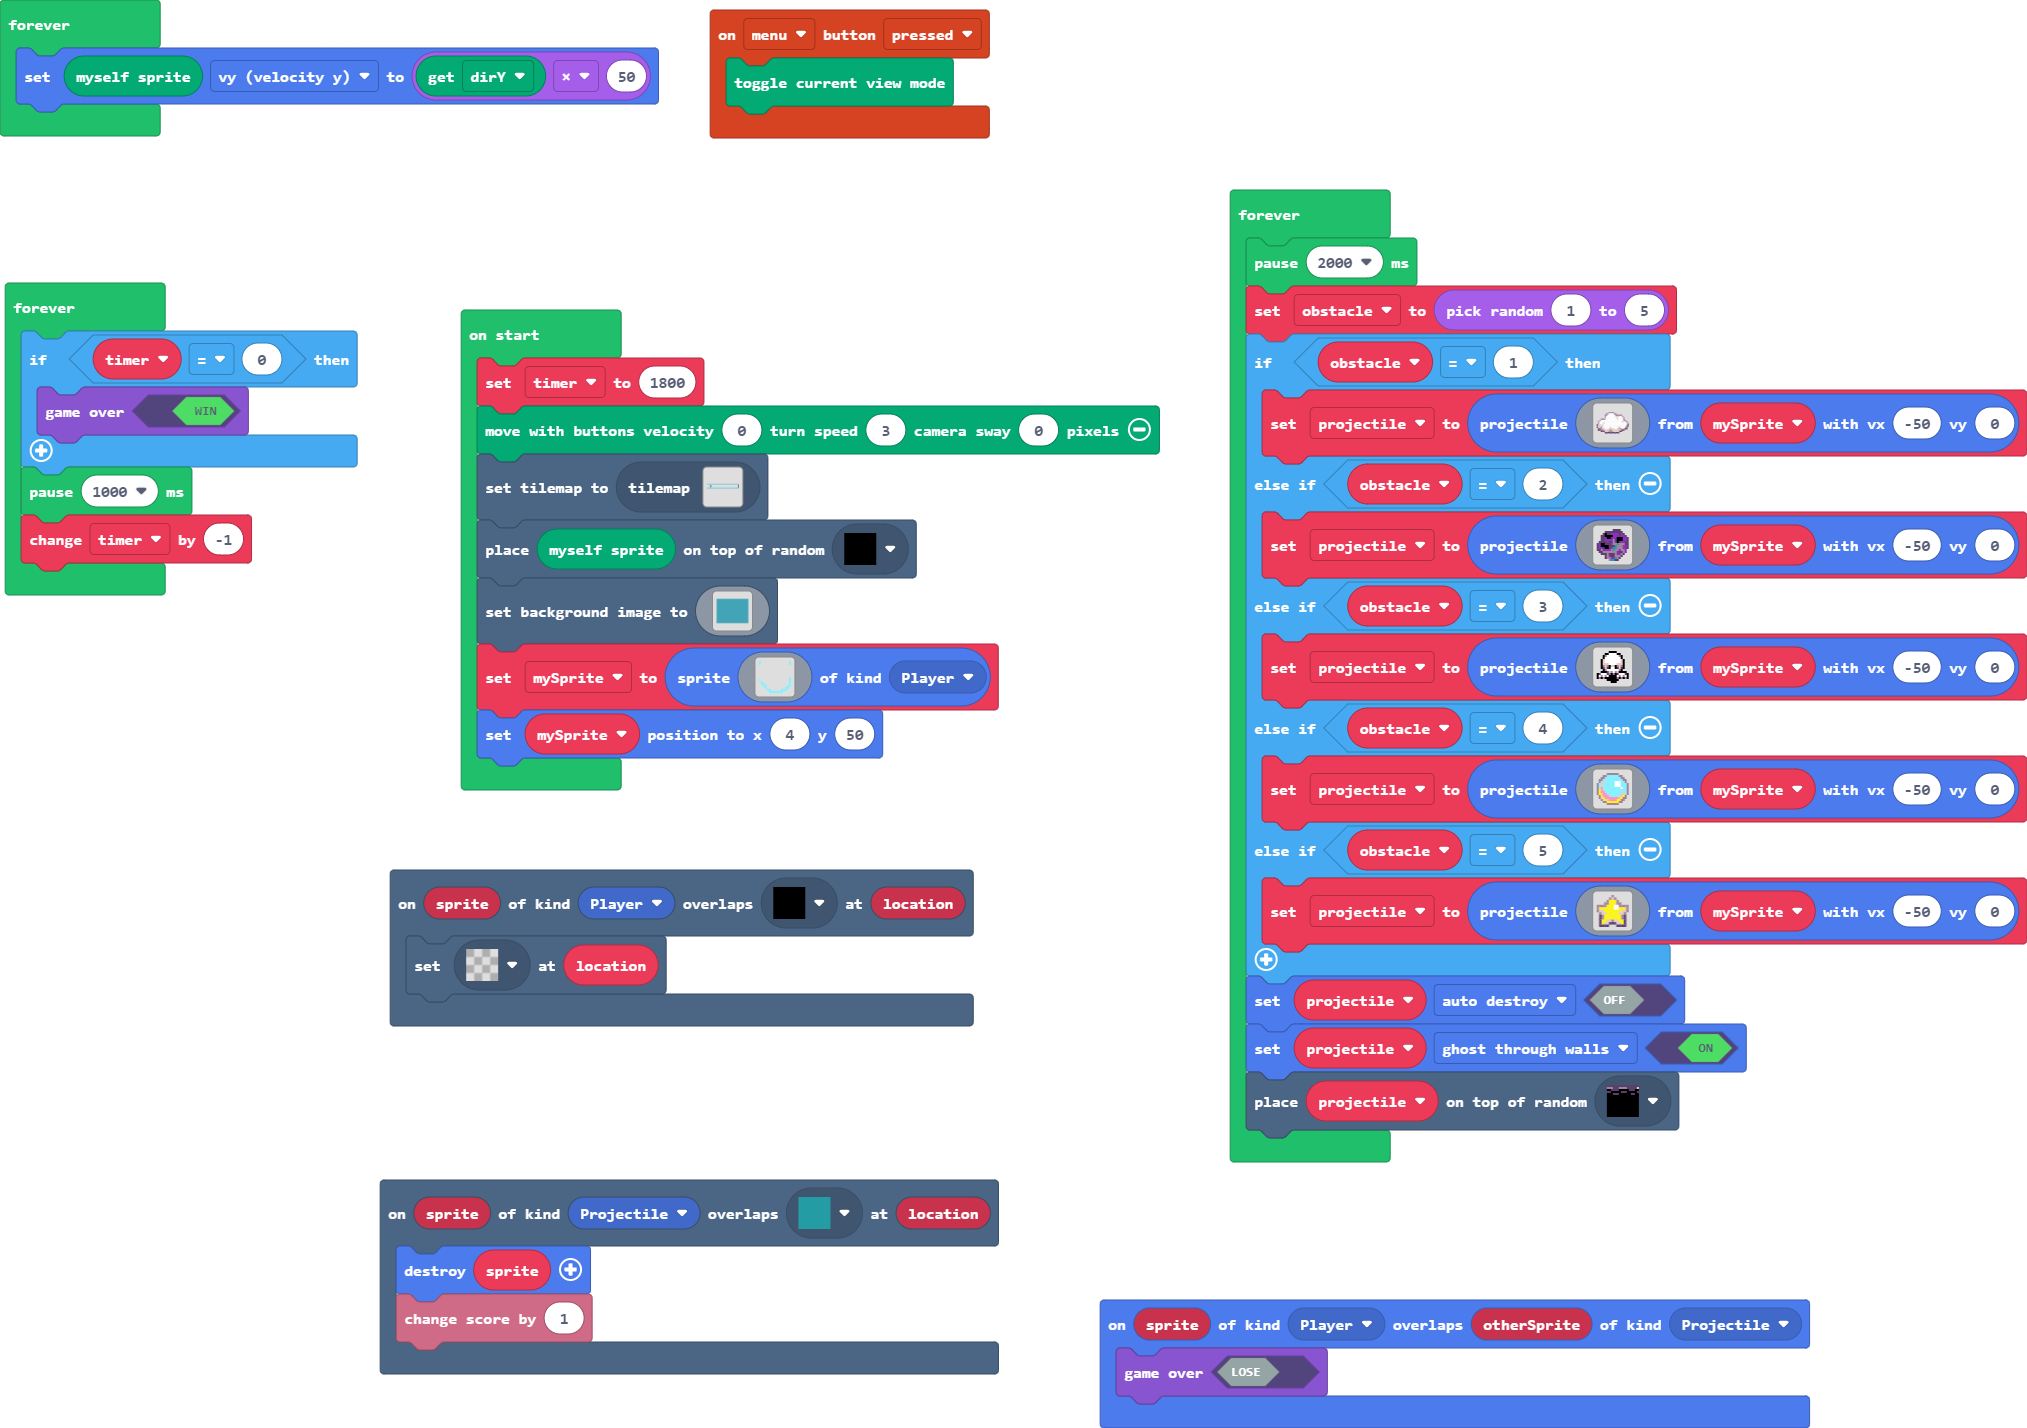 forever
set myself sprite vy (velocity y) to get dirY × 50
on menu button pressed
toggle current view mode
forever
if timer = 0 then
game over WIN
pause 1000 ms
change timer by -1
on start
set timer to 1800
move with buttons velocity 0 turn speed 3 camera sway 0 pixels
set tilemap to tilemap
place myself sprite on top of random
set background image to
set mySprite to sprite of kind Player
set mySprite position to x 4 y 50
forever
pause 2000 ms
set obstacle to pick random 1 to 5
if obstacle = 1 then
set projectile to projectile from mySprite with vx -50 vy 0
else if obstacle = 2 then
set projectile to projectile from mySprite with vx -50 vy 0
else if obstacle = 3 then
set projectile to projectile from mySprite with vx -50 vy 0
else if obstacle = 4 then
set projectile to projectile from mySprite with vx -50 vy 0
else if obstacle = 5 then
set projectile to projectile from mySprite with vx -50 vy 0
set projectile auto destroy OFF
set projectile ghost through walls ON
place projectile on top of random
on sprite of kind Player overlaps at location
set at location
on sprite of kind Projectile overlaps at location
destroy sprite
change score by 1
on sprite of kind Player overlaps otherSprite of kind Projectile
game over LOSE